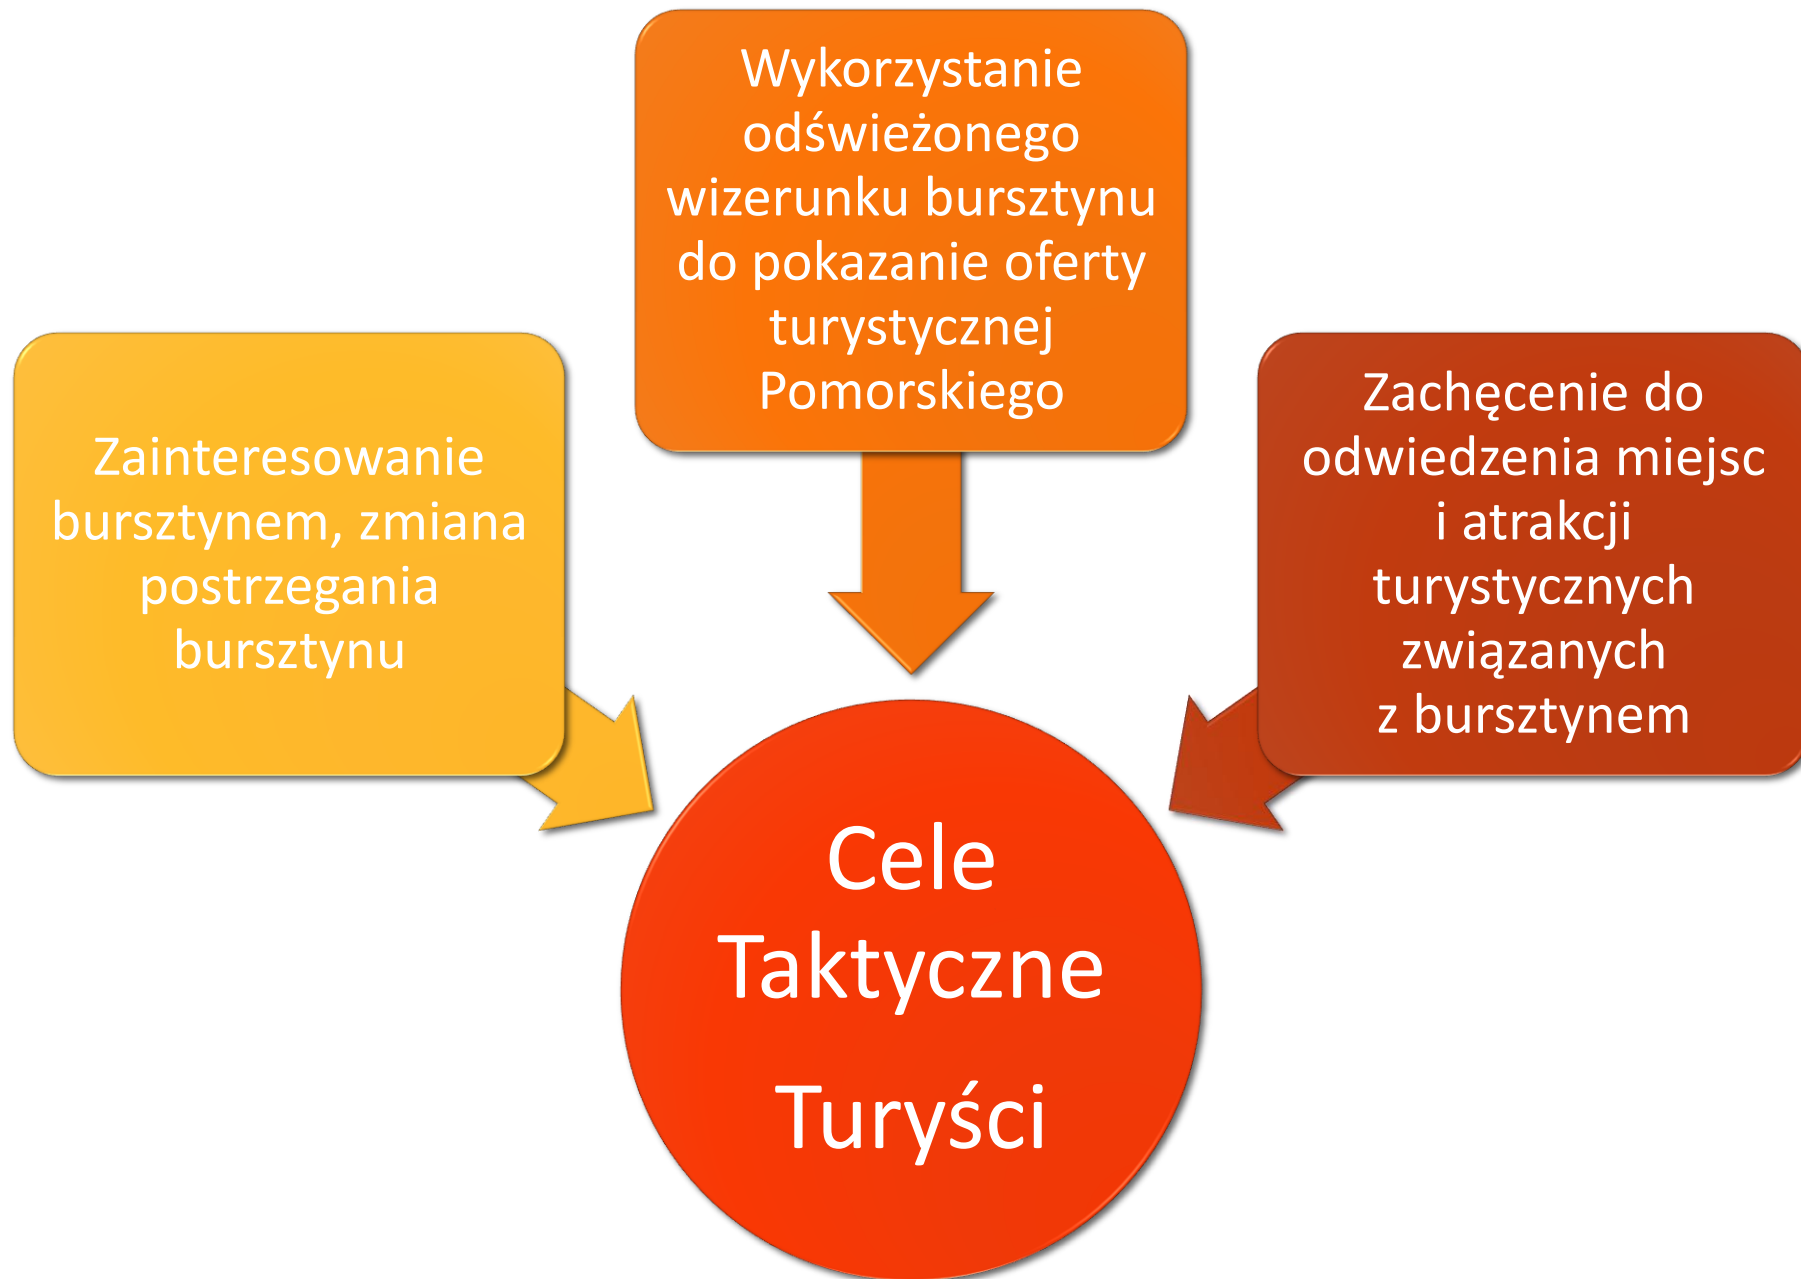 Wykorzystanie
odświeżonego
wizerunku bursztynu
do pokazanie oferty
turystycznej
Pomorskiego
Zainteresowanie
bursztynem, zmiana
postrzegania
bursztynu
Zachęcenie do
odwiedzenia miejsc
i atrakcji
turystycznych
związanych
z bursztynem
Cele
Taktyczne
Turyści